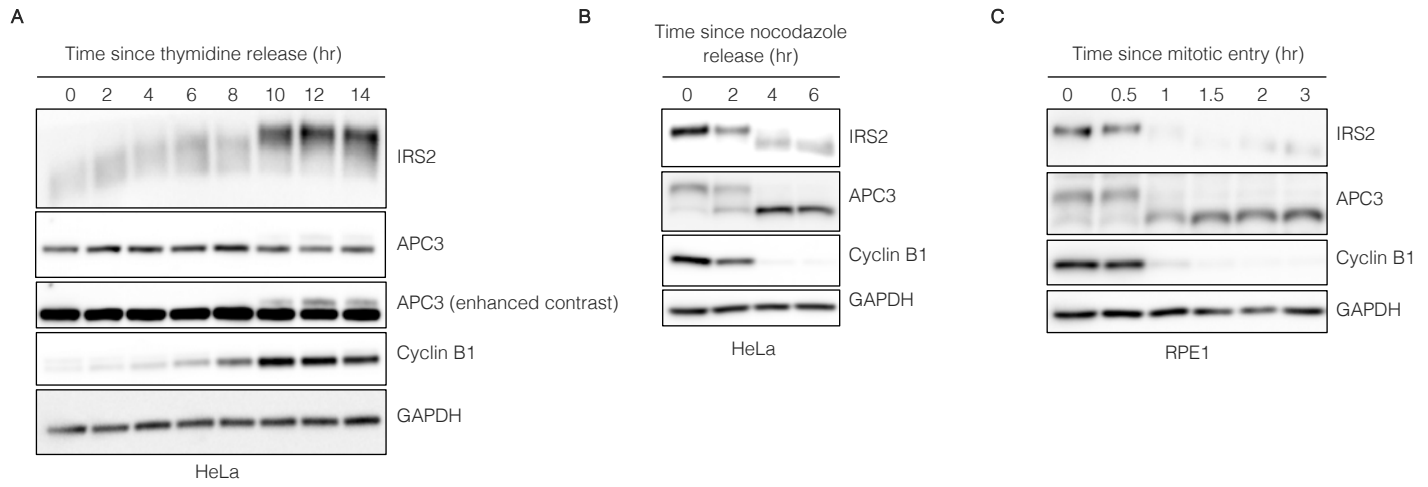 A
Time since thymidine release (hr)
0 2 4 6 8 10 12 14
IRS2
APC3
APC3 (enhanced contrast)
Cyclin B1
GAPDH
HeLa
B
Time since nocodazole
release (hr)
0 2 4 6
IRS2
APC3
Cyclin B1
GAPDH
HeLa
C
Time since mitotic entry (hr)
0 0.5 1 1.5 2 3
IRS2
APC3
Cyclin B1
GAPDH
RPE1